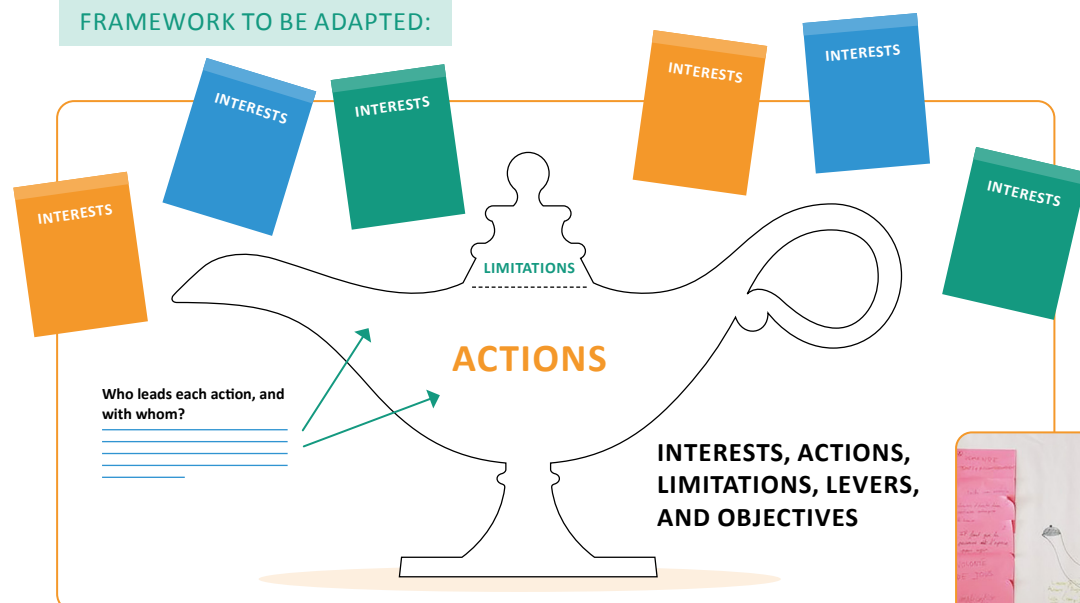 FRAMEWORK TO BE ADAPTED:
INTERESTS
INTERESTS
INTERESTS
INTERESTS
INTERESTS
INTERESTS
LIMITATIONS
ACTIONS
Who leads each action, and
with whom?
INTERESTS, ACTIONS,
LIMITATIONS, LEVERS,
AND OBJECTIVES